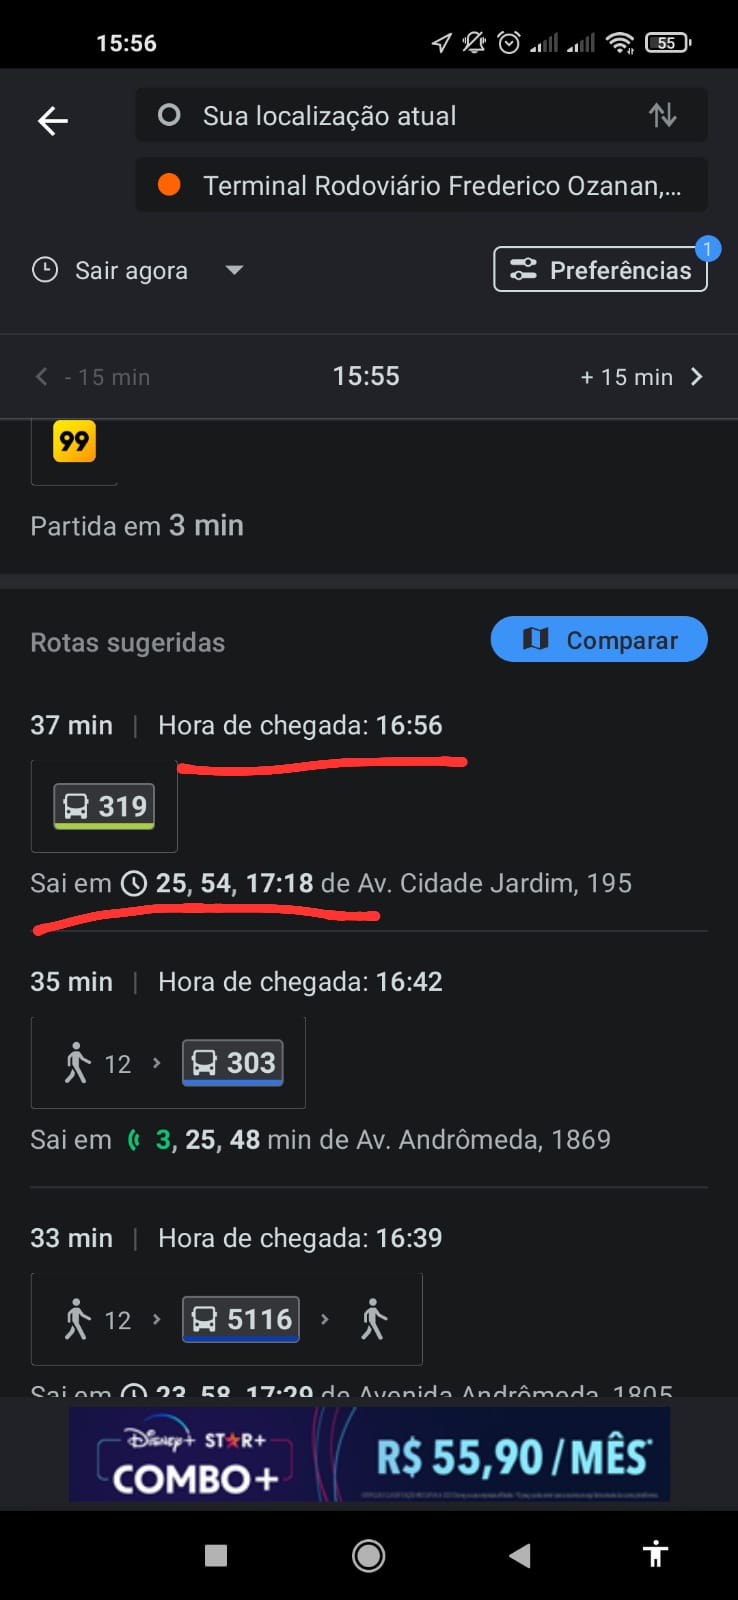 15:56
55
Sua localização atual
Terminal Rodoviário Frederico Ozanan,...
1
Sair agora
Preferências
- 15 min
15:55
+ 15 min
99
Partida em 3 min
Rotas sugeridas
Comparar
37 min | Hora de chegada: 16:56
319
Sai em 25, 54, 17:18 de Av. Cidade Jardim, 195
35 min | Hora de chegada: 16:42
12 › 303
Sai em 3, 25, 48 min de Av. Andrômeda, 1869
33 min | Hora de chegada: 16:39
12 › 5116 ›
Sai em 23, 58, 17:29 de Avenida Andrômeda, 1805
Disney+ STAR+
COMBO+
R$ 55,90 / MÊS*